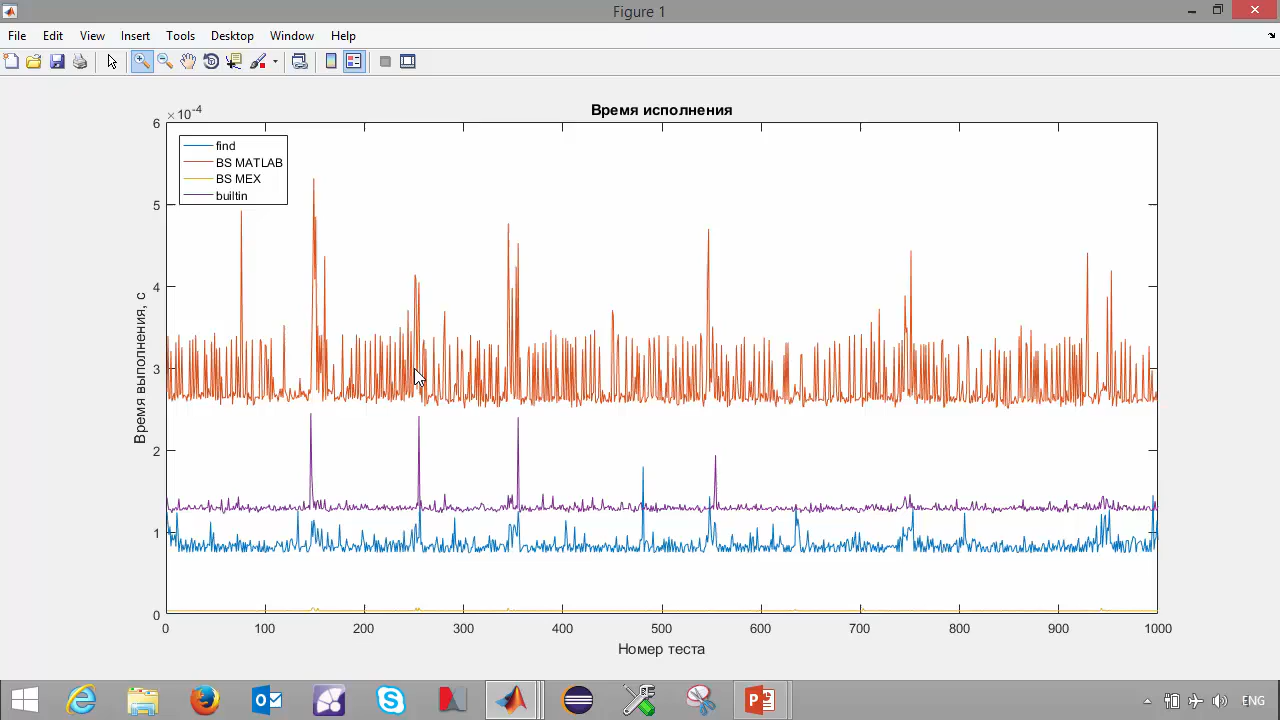 Figure 1
File Edit View Insert Tools Desktop Window Help
×10-4
Время исполнения
6
5
4
3
2
1
0
find
BS MATLAB
BS MEX
builtin
Время выполнения, с
0 100 200 300 400 500 600 700 800 900 1000
Номер теста
ENG